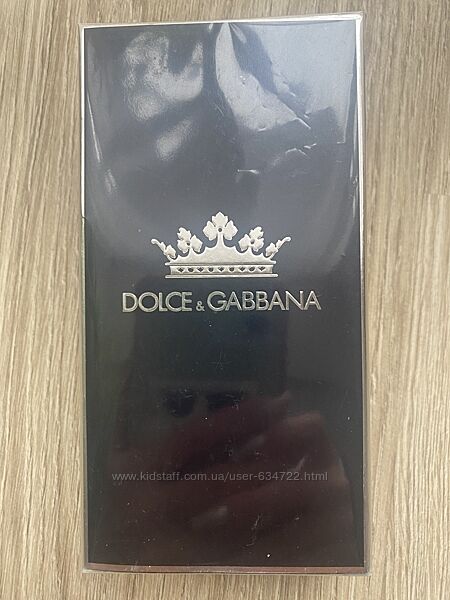 DOLCE & GABBANA
www.kidstaff.com.ua/user-634722.html